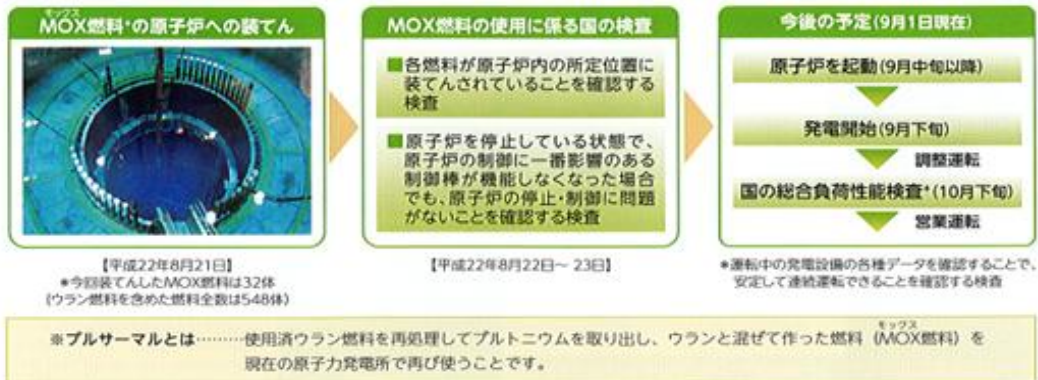 モックス
MOX燃料*の原子炉への装てん
【平成22年8月21日】
*今回装てんしたMOX燃料は32体
(ウラン燃料を含めた燃料全数は548体)
MOX燃料の使用に係る国の検査
■各燃料が原子炉内の所定位置に
装てんされていることを確認する
検査
■原子炉を停止している状態で、
原子炉の制御に一番影響のある
制御棒が機能しなくなった場合
でも、原子炉の停止・制御に問題
がないことを確認する検査
【平成22年8月22日~ 23日】
今後の予定(9月1日現在)
原子炉を起動(9月中旬以降)
発電開始(9月下旬)
調整運転
国の総合負荷性能検査*(10月下旬)
営業運転
*運転中の発電設備の各種データを確認することで、
安定して連続運転できることを確認する検査
※プルサーマルとは………使用済ウラン燃料を再処理してプルトニウムを取り出し、ウランと混ぜて作った燃料(MOX燃料)を
モックス
現在の原子力発電所で再び使うことです。